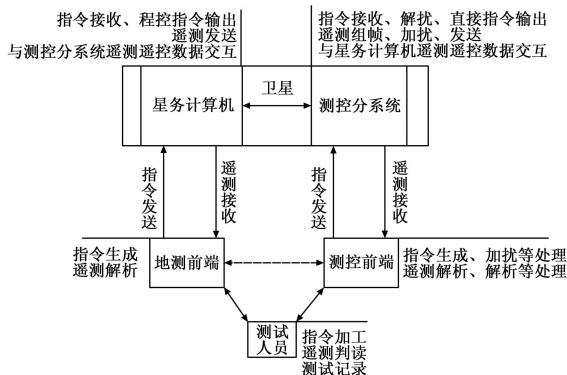 指令接收、程控指令输出
遥测发送
与测控分系统遥测遥控数据交互
指令接收、解扰、直接指令输出
遥测组帧、加扰、发送
与星务计算机遥测遥控数据交互
星务计算机
卫星
测控分系统
指令发送
遥测接收
指令发送
遥测接收
指令生成
遥测解析
地测前端
测控前端
指令生成、加扰等处理
遥测解析、解析等处理
测试
人员
指令加工
遥测判读
测试记录